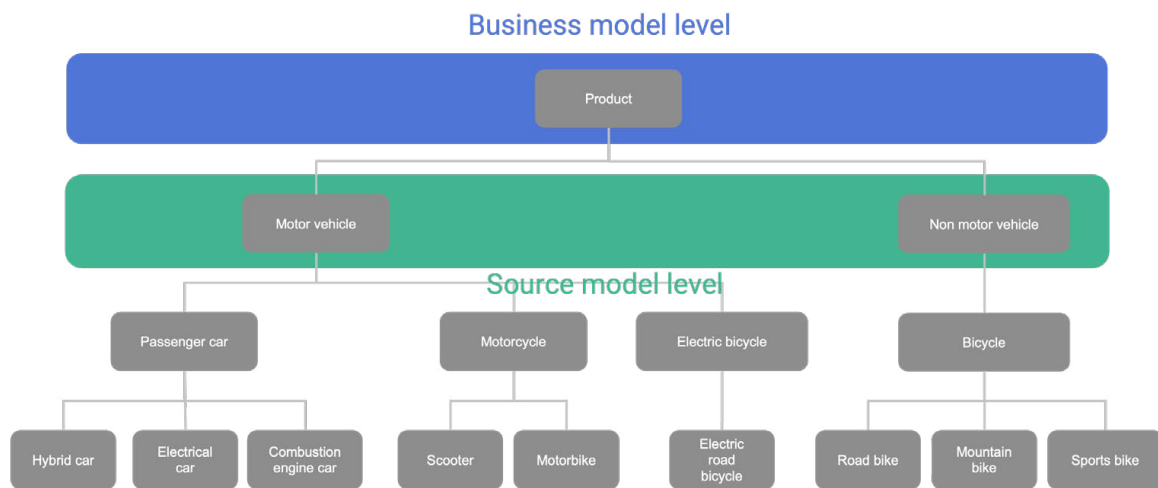 Business model level
Product
Motor vehicle
Non motor vehicle
Source model level
Passenger car
Motorcycle
Electric bicycle
Bicycle
Hybrid car
Electrical
car
Combustion
engine car
Scooter
Motorbike
Electric
road
bicycle
Road bike
Mountain
bike
Sports bike